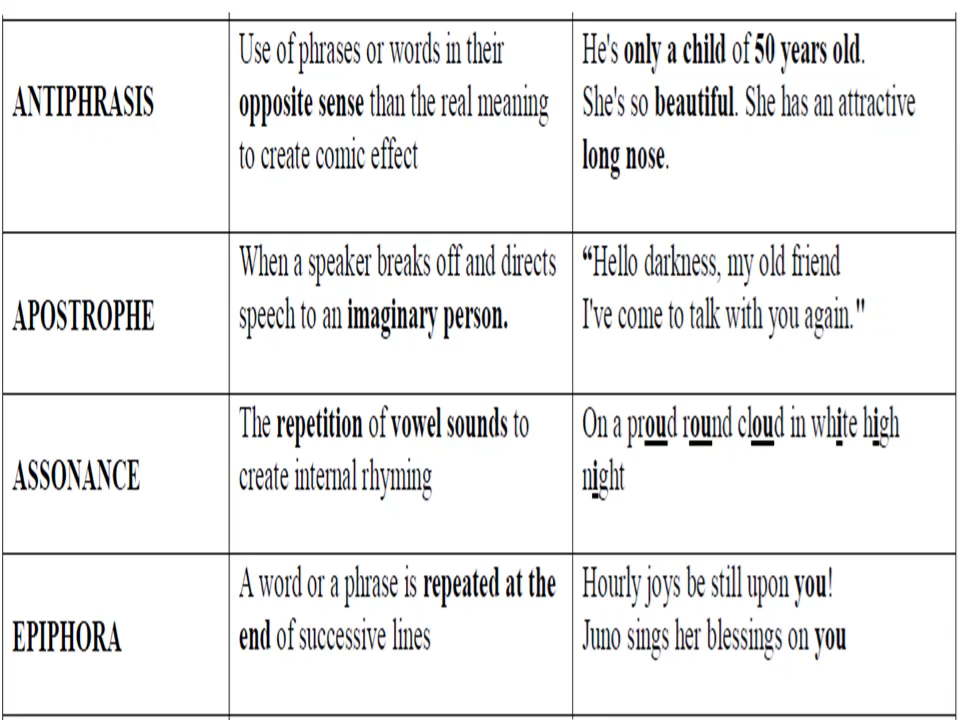 ANTIPHRASIS
Use of phrases or words in their
opposite sense than the real meaning
to create comic effect
He's only a child of 50 years old.
She's so beautiful. She has an attractive
long nose.
APOSTROPHE
When a speaker breaks off and directs
speech to an imaginary person.
“Hello darkness, my old friend
I've come to talk with you again."
ASSONANCE
The repetition of vowel sounds to
create internal rhyming
On a proud round cloud in white high
night
EPIPHORA
A word or a phrase is repeated at the
end of successive lines
Hourly joys be still upon you!
Juno sings her blessings on you